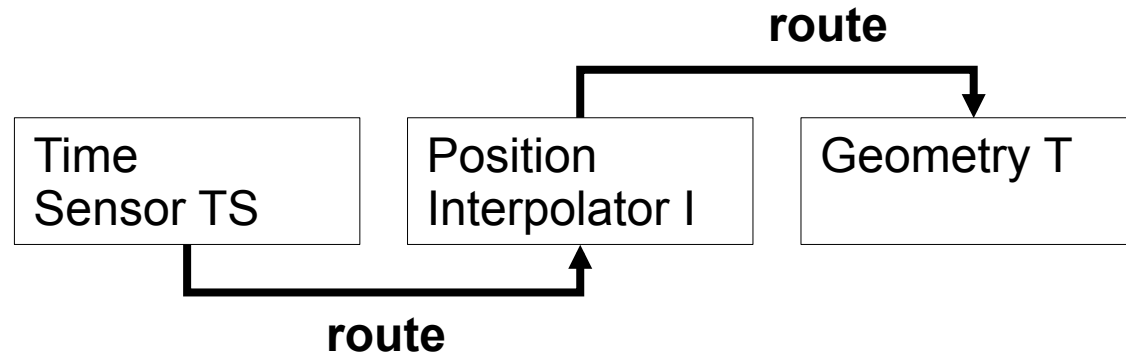 route
Time
Sensor TS
Position
Interpolator I
Geometry T
route